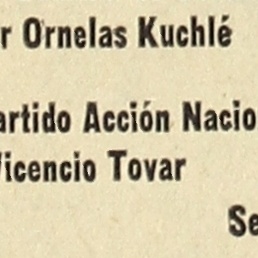 r Ornelas Kuchlé
artido Acción Nacio
Vicencio Tovar
Se